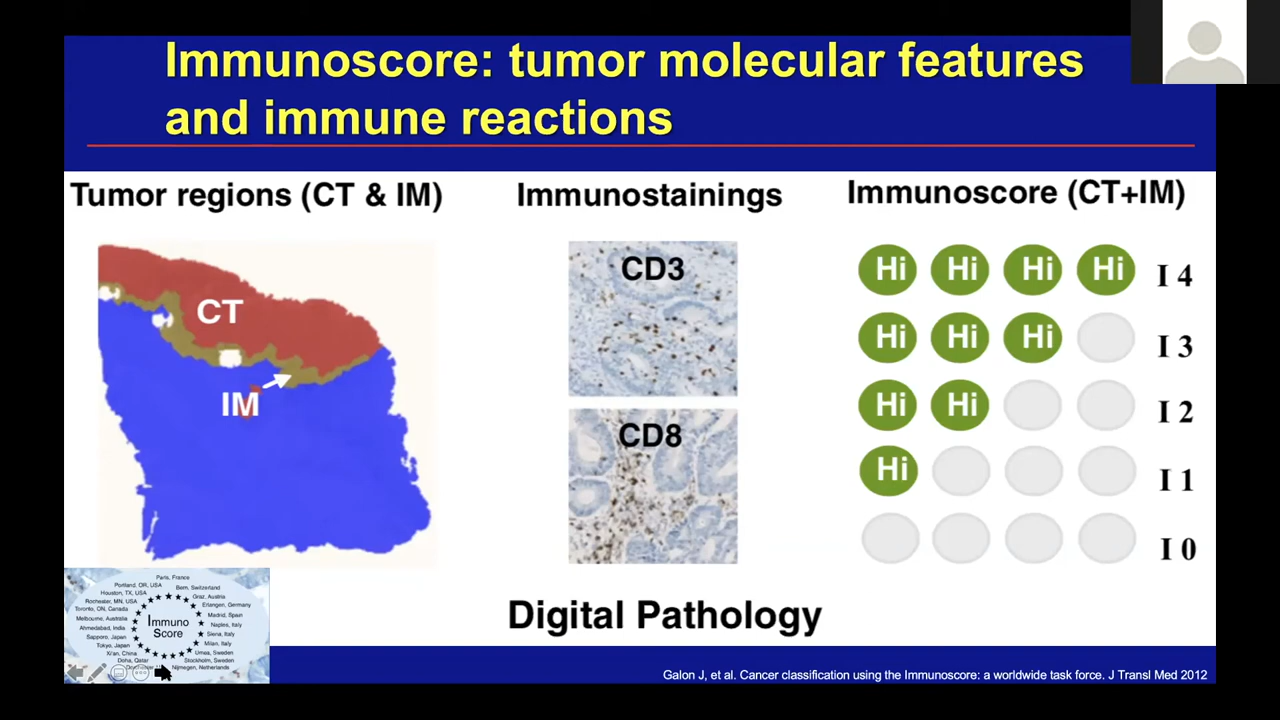 Immunoscore: tumor molecular features
and immune reactions
Tumor regions (CT & IM)
CT
IM
Immunostainings
CD3
CD8
Immunoscore (CT+IM)
Hi Hi Hi Hi I 4
Hi Hi Hi I 3
Hi Hi I 2
Hi I 1
I 0
Digital Pathology
Paris, France
Portland, OR, USA
Bern, Switzerland
Houston, TX, USA
Graz, Austria
Rochester, MN, USA
Erlangen, Germany
Toronto, ON, Canada
Madrid, Spain
Melbourne, Australia
Naples, Italy
Ahmedabad, India
Siena, Italy
Sapporo, Japan
Milan, Italy
Tokyo, Japan
Umea, Sweden
Xi'an, China
Stockholm, Sweden
Doha, Qatar
Nijmegen, Netherlands
Immuno
Score
Galon J, et al. Cancer classification using the Immunoscore: a worldwide task force. J Transl Med 2012